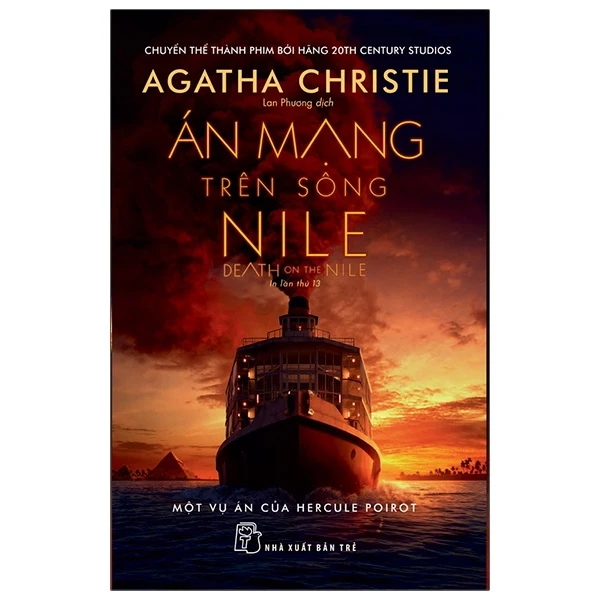 CHUYỂN THỂ THÀNH PHIM BỞI HÃNG 20TH CENTURY STUDIOS
AGATHA CHRISTIE
Lan Phương dịch
ÁN MẠNG
TRÊN SÔNG
NILE
DEATH ON THE NILE
In lần thứ 13
MỘT VỤ ÁN CỦA HERCULE POIROT
NHÀ XUẤT BẢN TRẺ